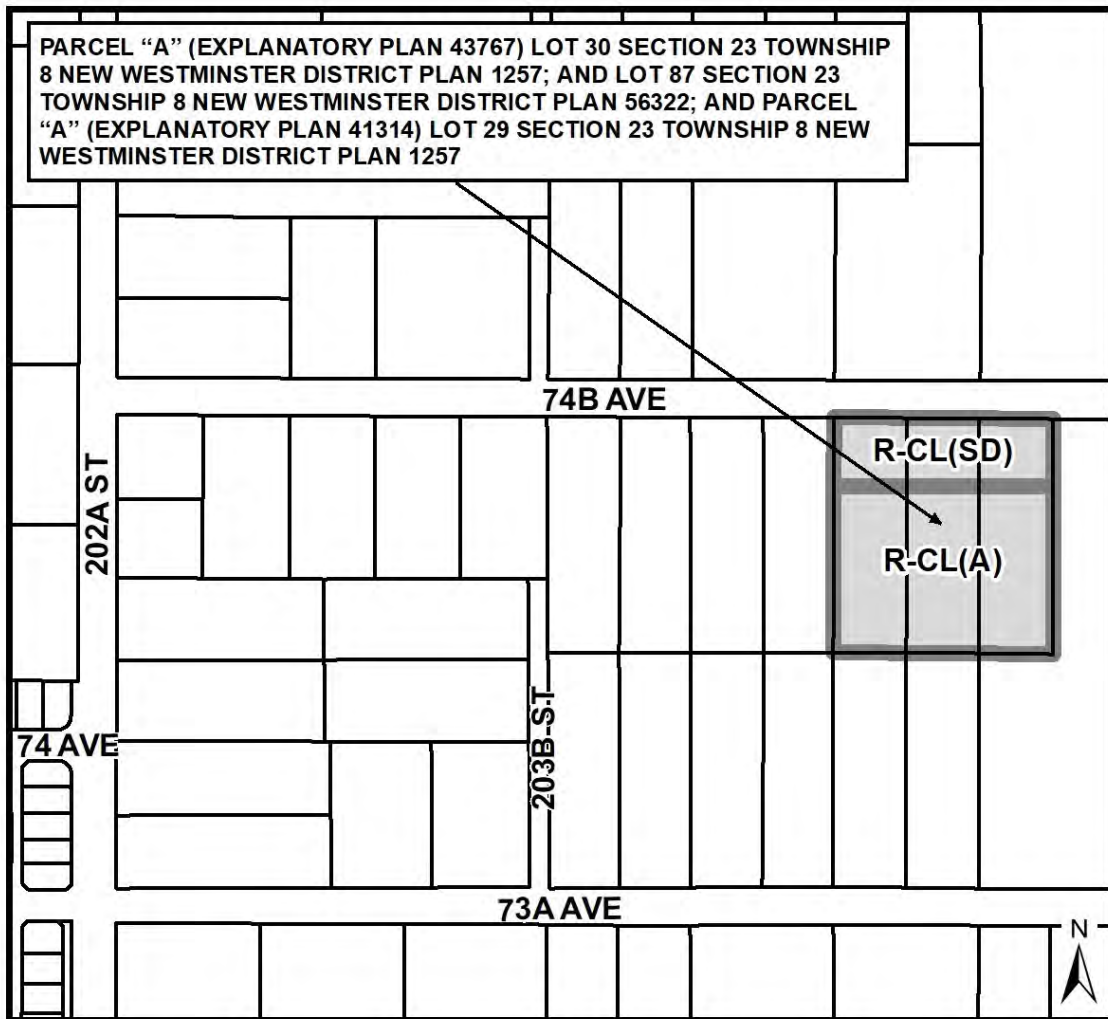 PARCEL “A” (EXPLANATORY PLAN 43767) LOT 30 SECTION 23 TOWNSHIP
8 NEW WESTMINSTER DISTRICT PLAN 1257; AND LOT 87 SECTION 23
TOWNSHIP 8 NEW WESTMINSTER DISTRICT PLAN 56322; AND PARCEL
“A” (EXPLANATORY PLAN 41314) LOT 29 SECTION 23 TOWNSHIP 8 NEW
WESTMINSTER DISTRICT PLAN 1257
74B AVE
R-CL(SD)
202A ST
R-CL(A)
203B ST
74 AVE
73A AVE
N